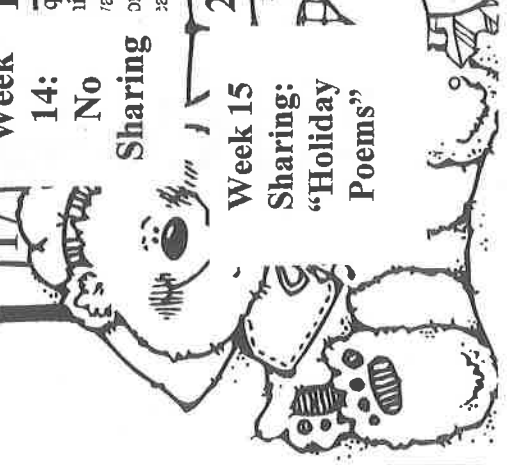 Week
14:
No
Sharing
Week 15
Sharing:
“Holiday
Poems”